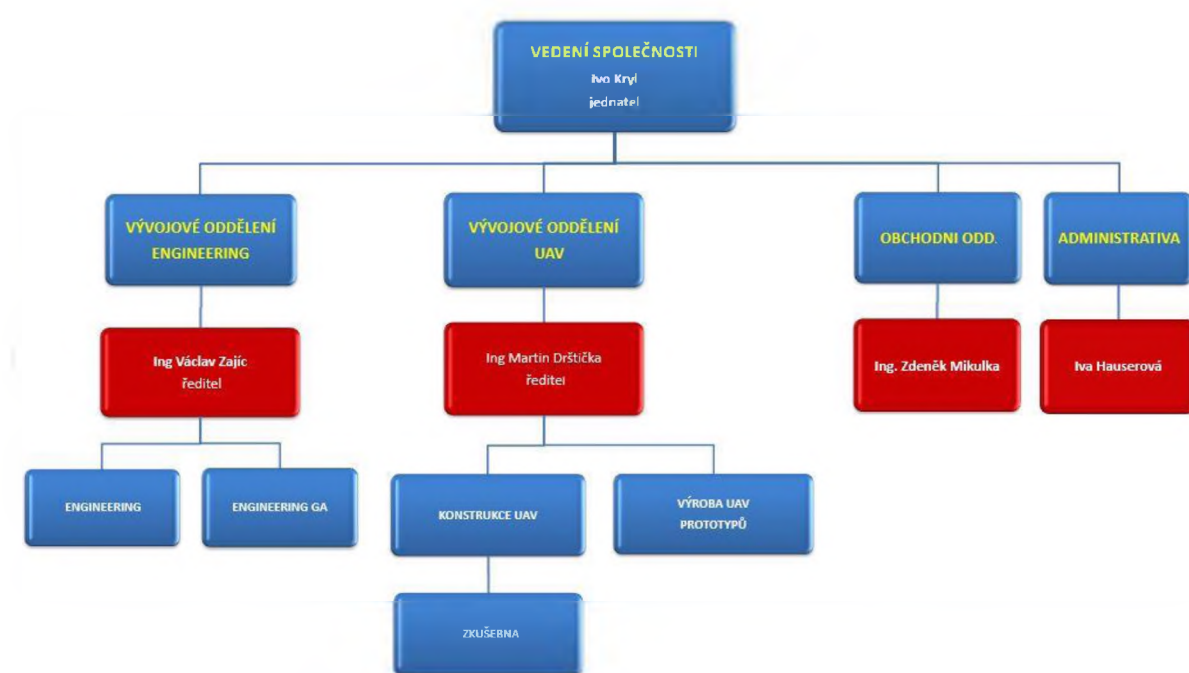 VEDENÍ SPOLEČNOSTI
Ivo Kryl
jednatel
VÝVOJOVÉ ODDĚLENÍ
ENGINEERING
VÝVOJOVÉ ODDĚLENÍ
UAV
OBCHODNI ODD.
ADMINISTRATIVA
Ing Václav Zajíc
ředitel
Ing Martin Drštička
ředitel
Ing. Zdeněk Mikulka
Iva Hauserová
ENGINEERING
ENGINEERING GA
KONSTRUKCE UAV
VÝROBA UAV
PROTOTYPŮ
ZKUŠEBNA